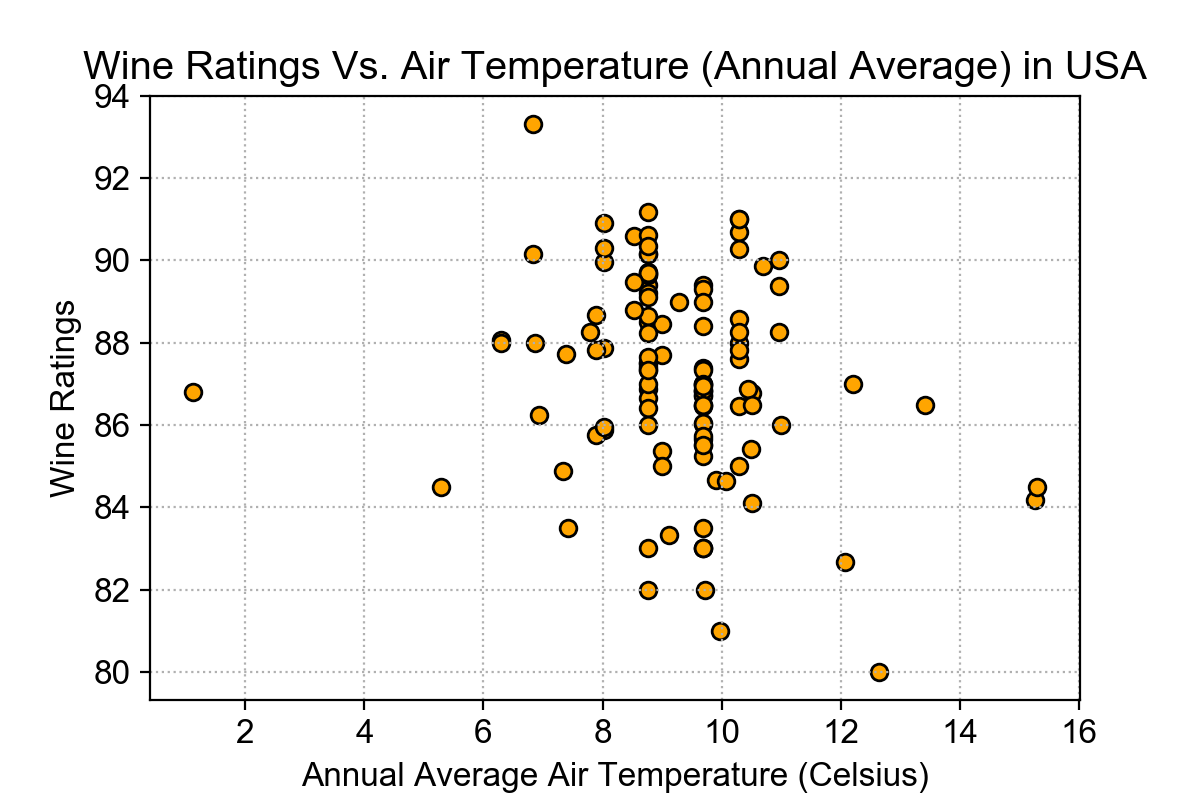 Wine Ratings Vs. Air Temperature (Annual Average) in USA
94
92
90
88
86
84
82
80
Wine Ratings
2 4 6 8 10 12 14 16
Annual Average Air Temperature (Celsius)